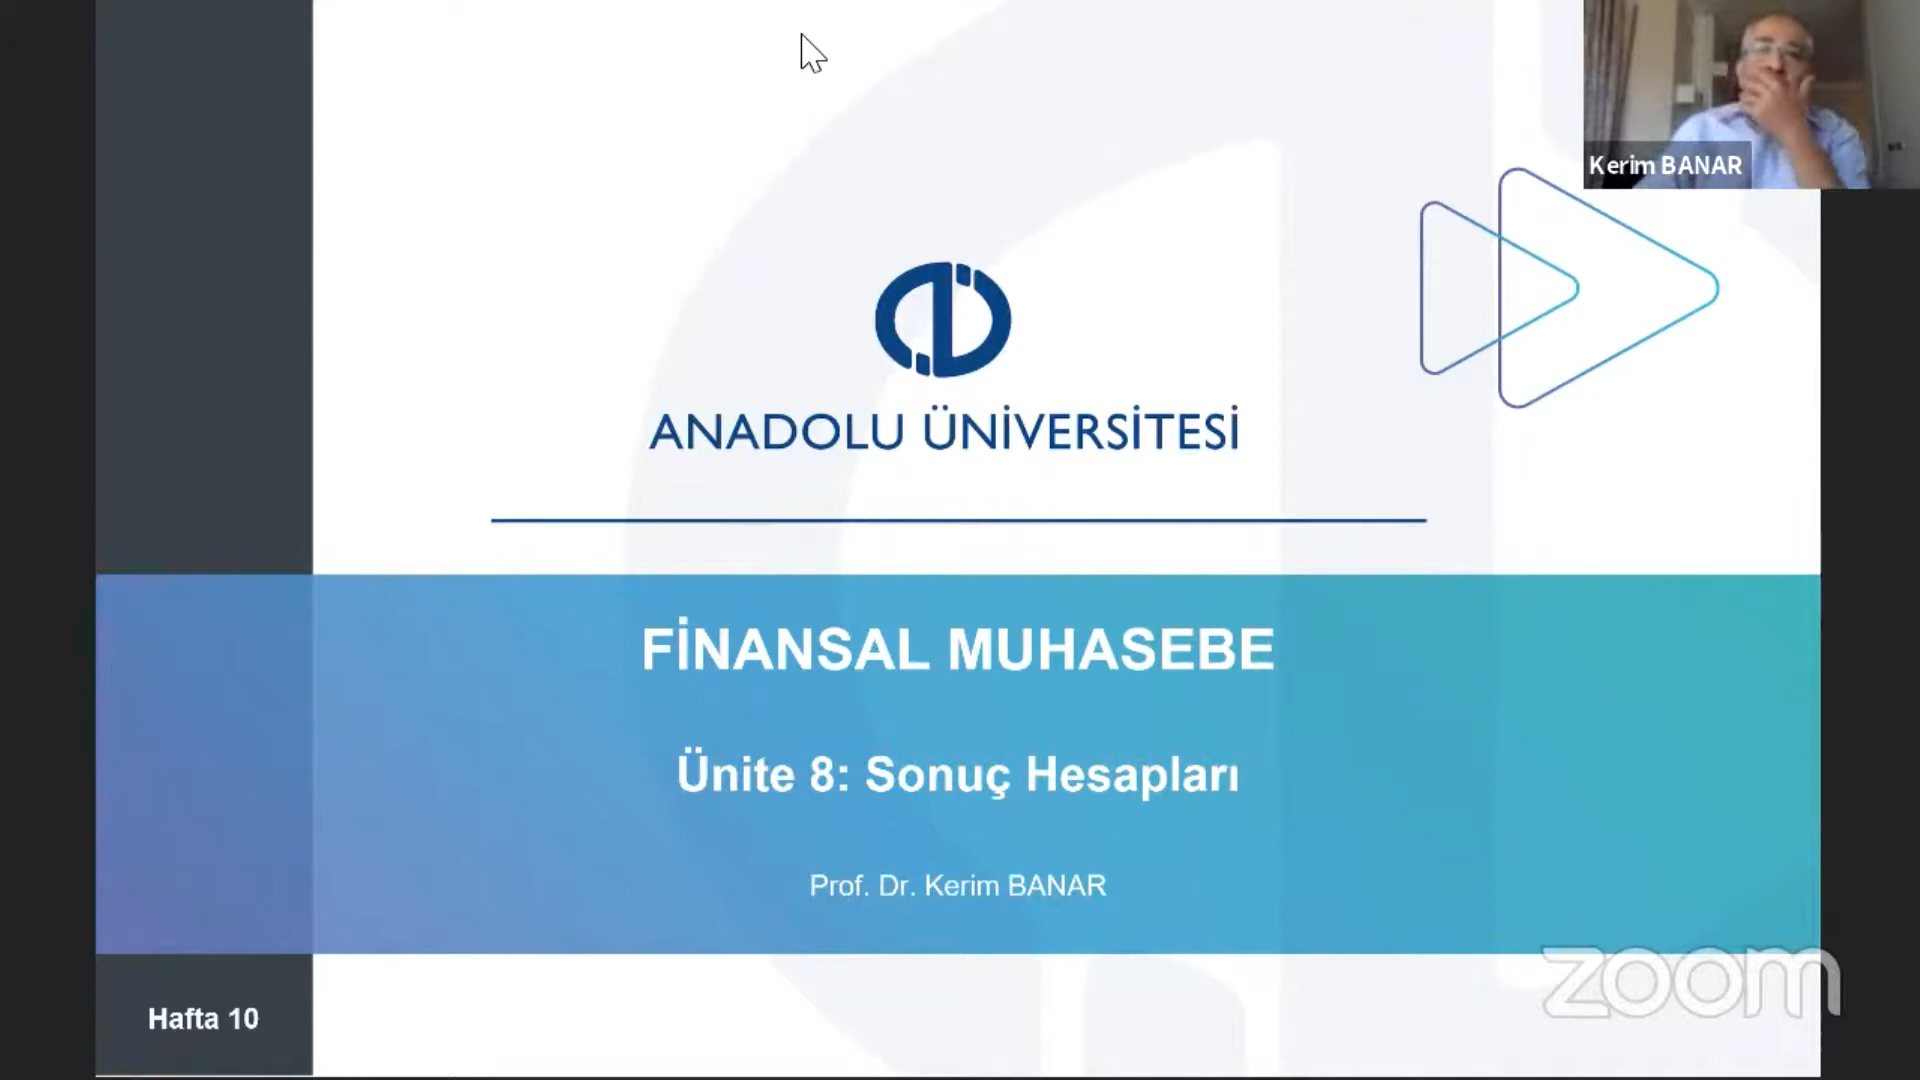 Kerim BANAR
ANADOLU ÜNİVERSİTESİ
FİNANSAL MUHASEBE
Ünite 8: Sonuç Hesapları
Prof. Dr. Kerim BANAR
Hafta 10
zoom